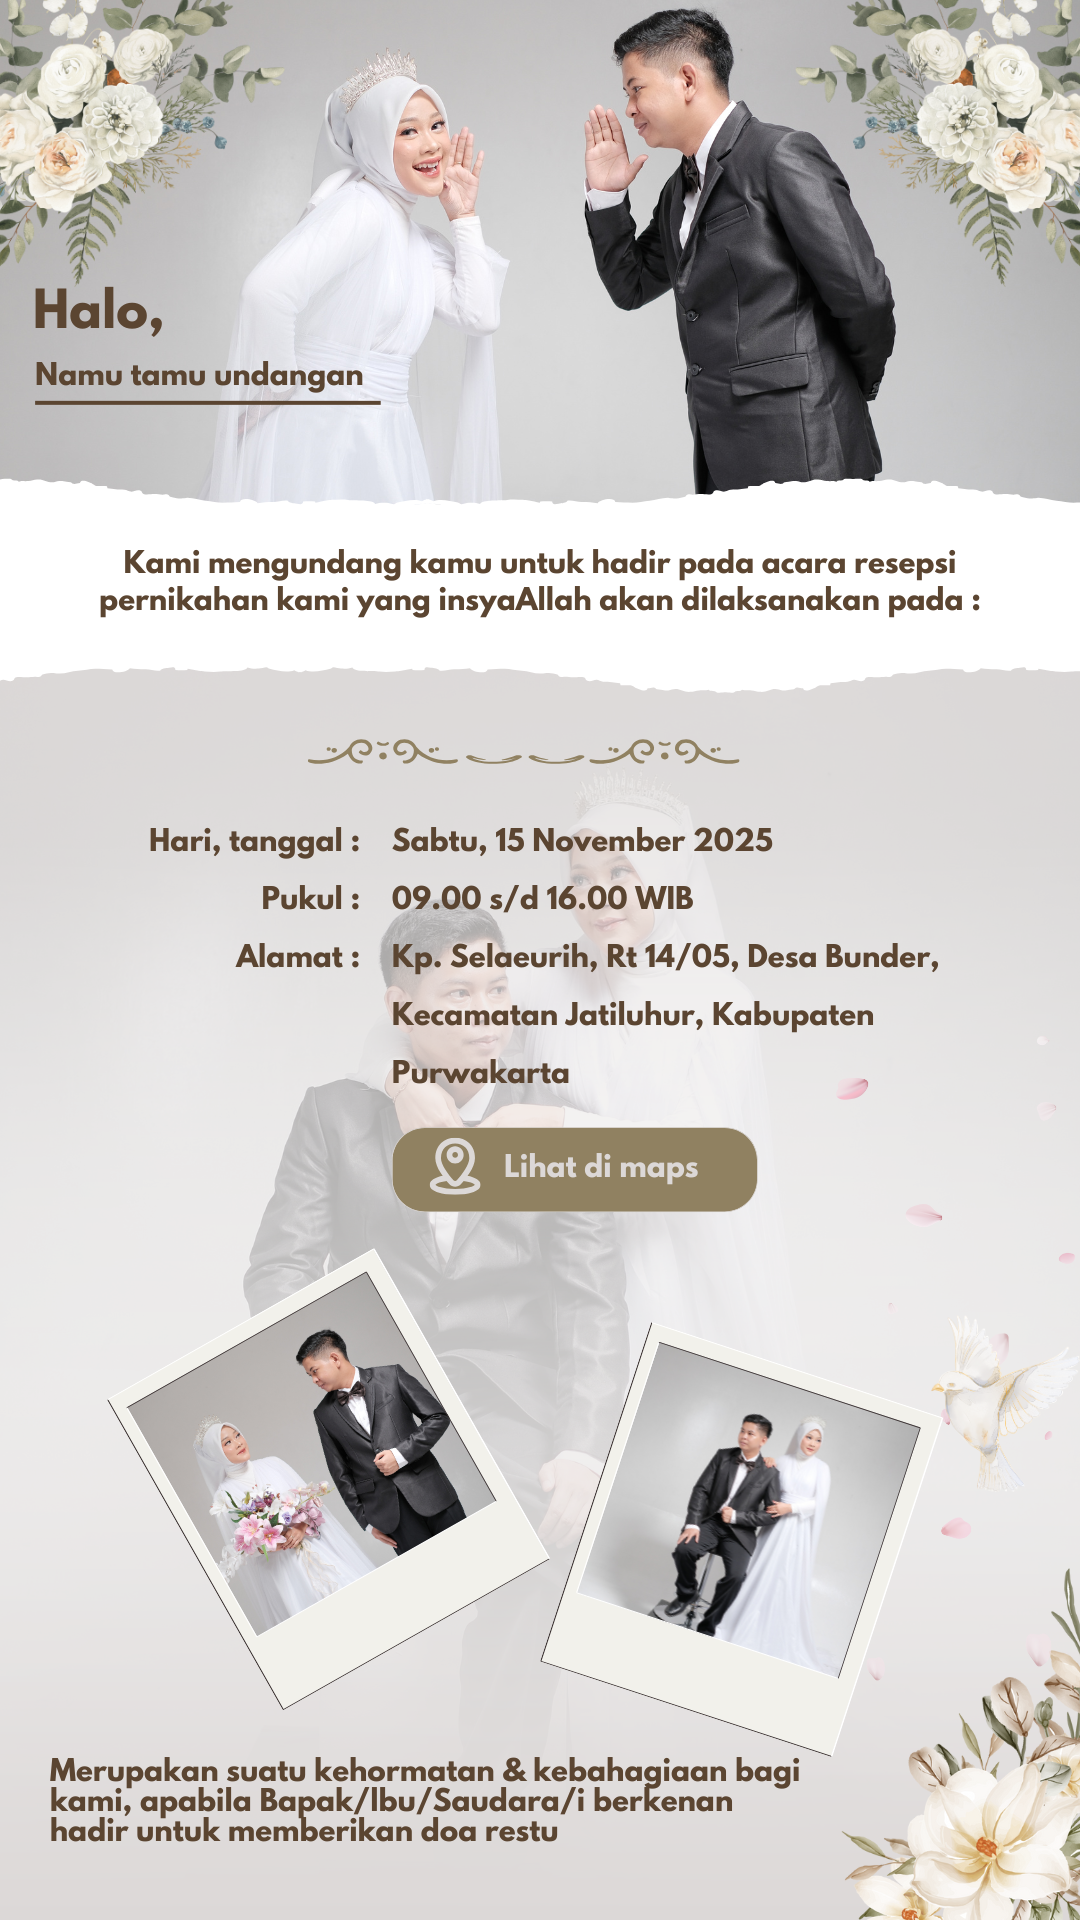 Halo,
Namu tamu undangan
Kami mengundang kamu untuk hadir pada acara resepsi
pernikahan kami yang insyaAllah akan dilaksanakan pada :
Hari, tanggal : Sabtu, 15 November 2025
Pukul : 09.00 s/d 16.00 WIB
Alamat : Kp. Selaeurih, Rt 14/05, Desa Bunder,
Kecamatan Jatiluhur, Kabupaten
Purwakarta
Lihat di maps
Merupakan suatu kehormatan & kebahagiaan bagi
kami, apabila Bapak/Ibu/Saudara/i berkenan
hadir untuk memberikan doa restu